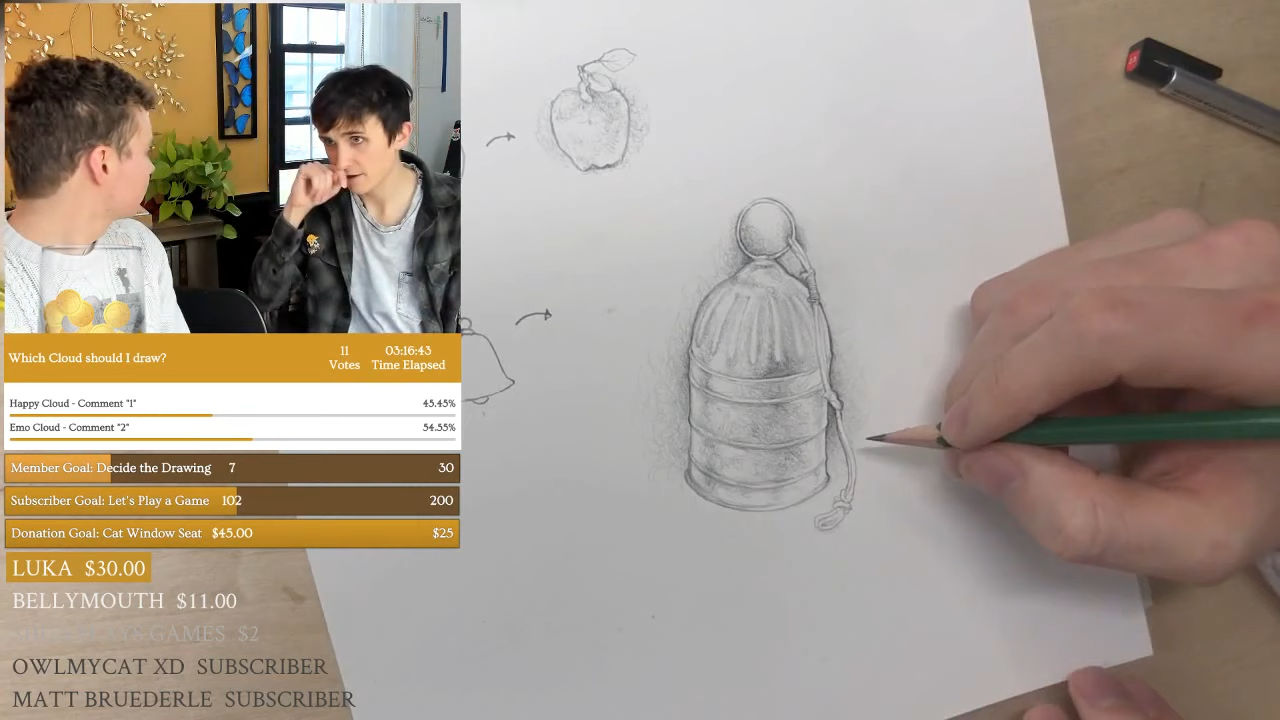 Which Cloud should I draw?
11
Votes
03:16:43
Time Elapsed
Happy Cloud - Comment "1" 45.45%
Emo Cloud - Comment "2" 54.55%
Member Goal: Decide the Drawing 7 30
Subscriber Goal: Let's Play a Game 102 200
Donation Goal: Cat Window Seat $45.00 $25
LUKA $30.00
BELLYMOUTH $11.00
GAMES $2
OWLMYCAT XD SUBSCRIBER
MATT BRUEDERLE SUBSCRIBER